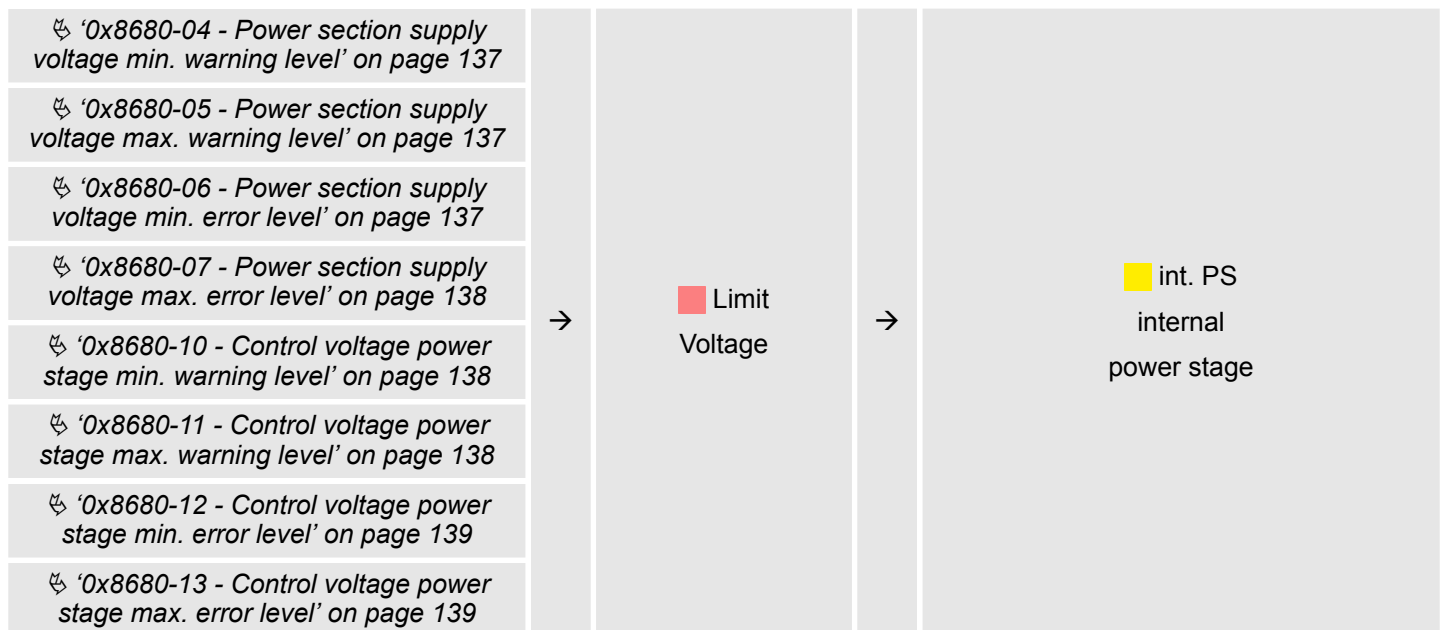 ↳ ‘0x8680-04 - Power section supply
voltage min. warning level’ on page 137
↳ ‘0x8680-05 - Power section supply
voltage max. warning level’ on page 137
↳ ‘0x8680-06 - Power section supply
voltage min. error level’ on page 137
↳ ‘0x8680-07 - Power section supply
voltage max. error level’ on page 138
↳ ‘0x8680-10 - Control voltage power
stage min. warning level’ on page 138
↳ ‘0x8680-11 - Control voltage power
stage max. warning level’ on page 138
↳ ‘0x8680-12 - Control voltage power
stage min. error level’ on page 139
↳ ‘0x8680-13 - Control voltage power
stage max. error level’ on page 139
→
Limit
Voltage
→
int. PS
internal
power stage